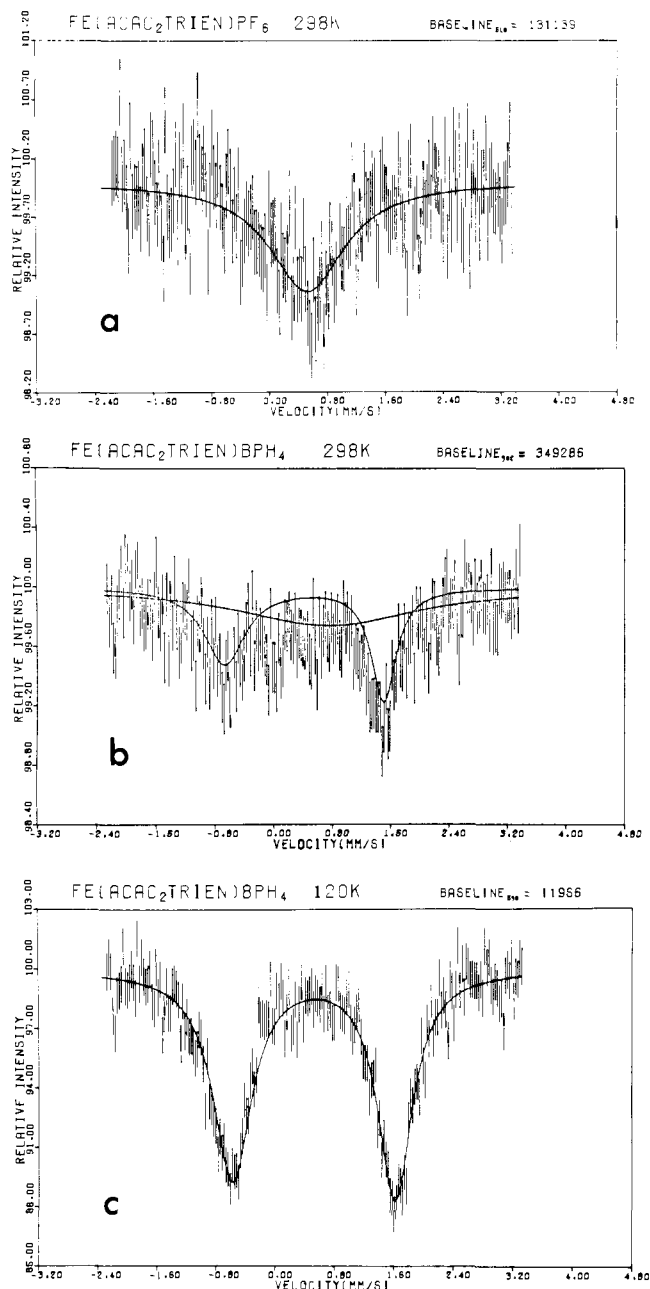 FE(ACAC₂TRIEN)PF₆ 298K BASELINE = 131139
101.20
100.70
100.20
99.70
99.20
98.70
98.20
RELATIVE INTENSITY
a
-3.20 -2.40 -1.60 -0.80 0.00 0.80 1.60 2.40 3.20 4.00 4.80
VELOCITY(MM/S)
FE(ACAC₂TRIEN)BPH₄ 298K BASELINE = 349286
100.80
100.40
100.00
99.60
99.20
98.80
98.40
RELATIVE INTENSITY
b
-3.20 -2.40 -1.60 -0.80 0.00 0.80 1.60 2.40 3.20 4.00 4.80
VELOCITY(MM/S)
FE(ACAC₂TRIEN)BPH₄ 120K BASELINE = 11956
103.00
100.00
97.00
94.00
91.00
88.00
85.00
RELATIVE INTENSITY
c
-3.20 -2.40 -1.60 -0.80 0.00 0.80 1.60 2.40 3.20 4.00 4.80
VELOCITY(MM/S)